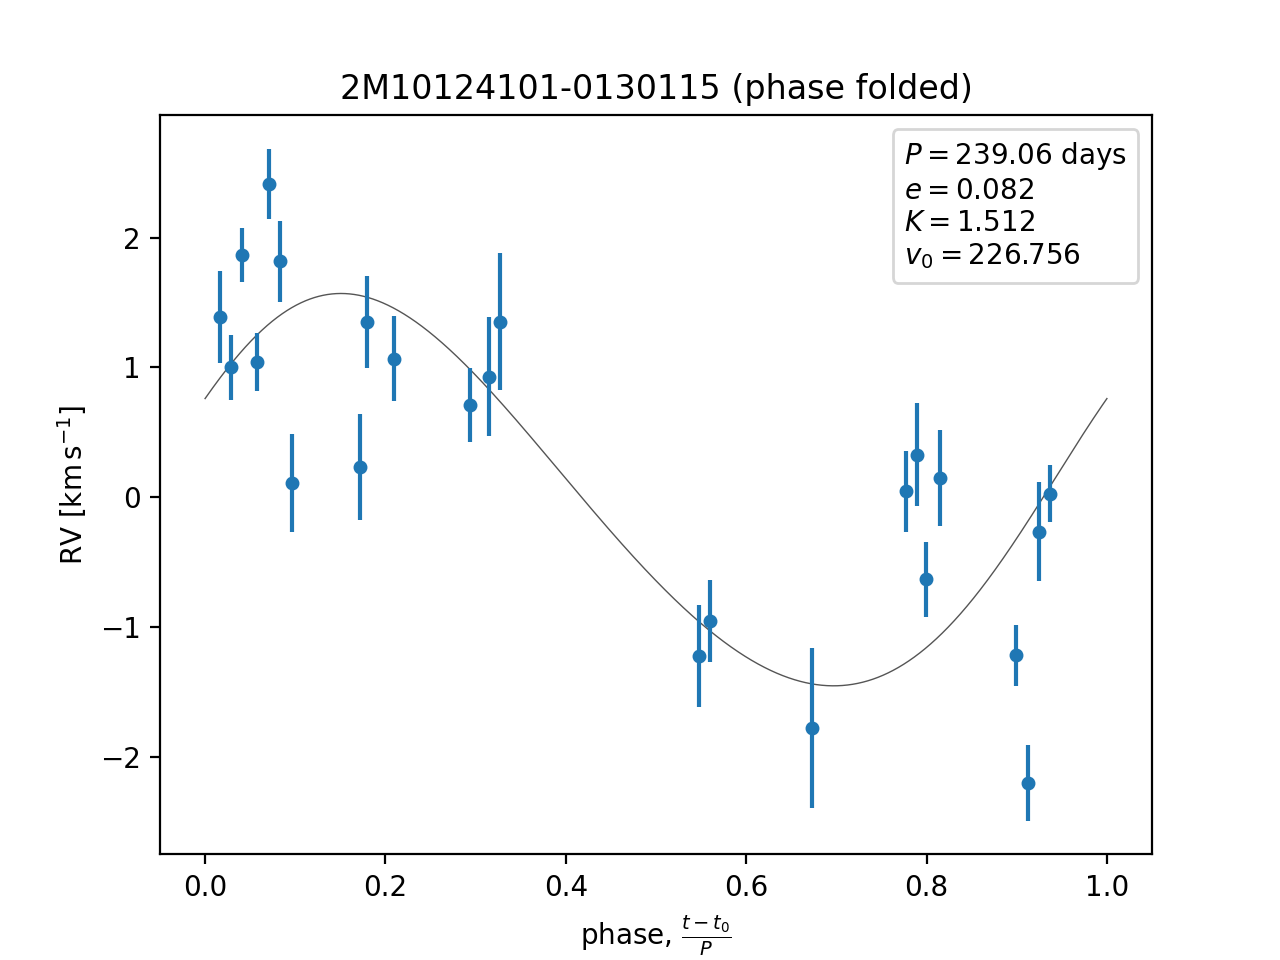 2M10124101-0130115 (phase folded)
P = 239.06 days
e = 0.082
K = 1.512
v₀ = 226.756
2
1
0
−1
−2
RV [km s⁻¹]
0.0 0.2 0.4 0.6 0.8 1.0
phase, (t − t₀)/P